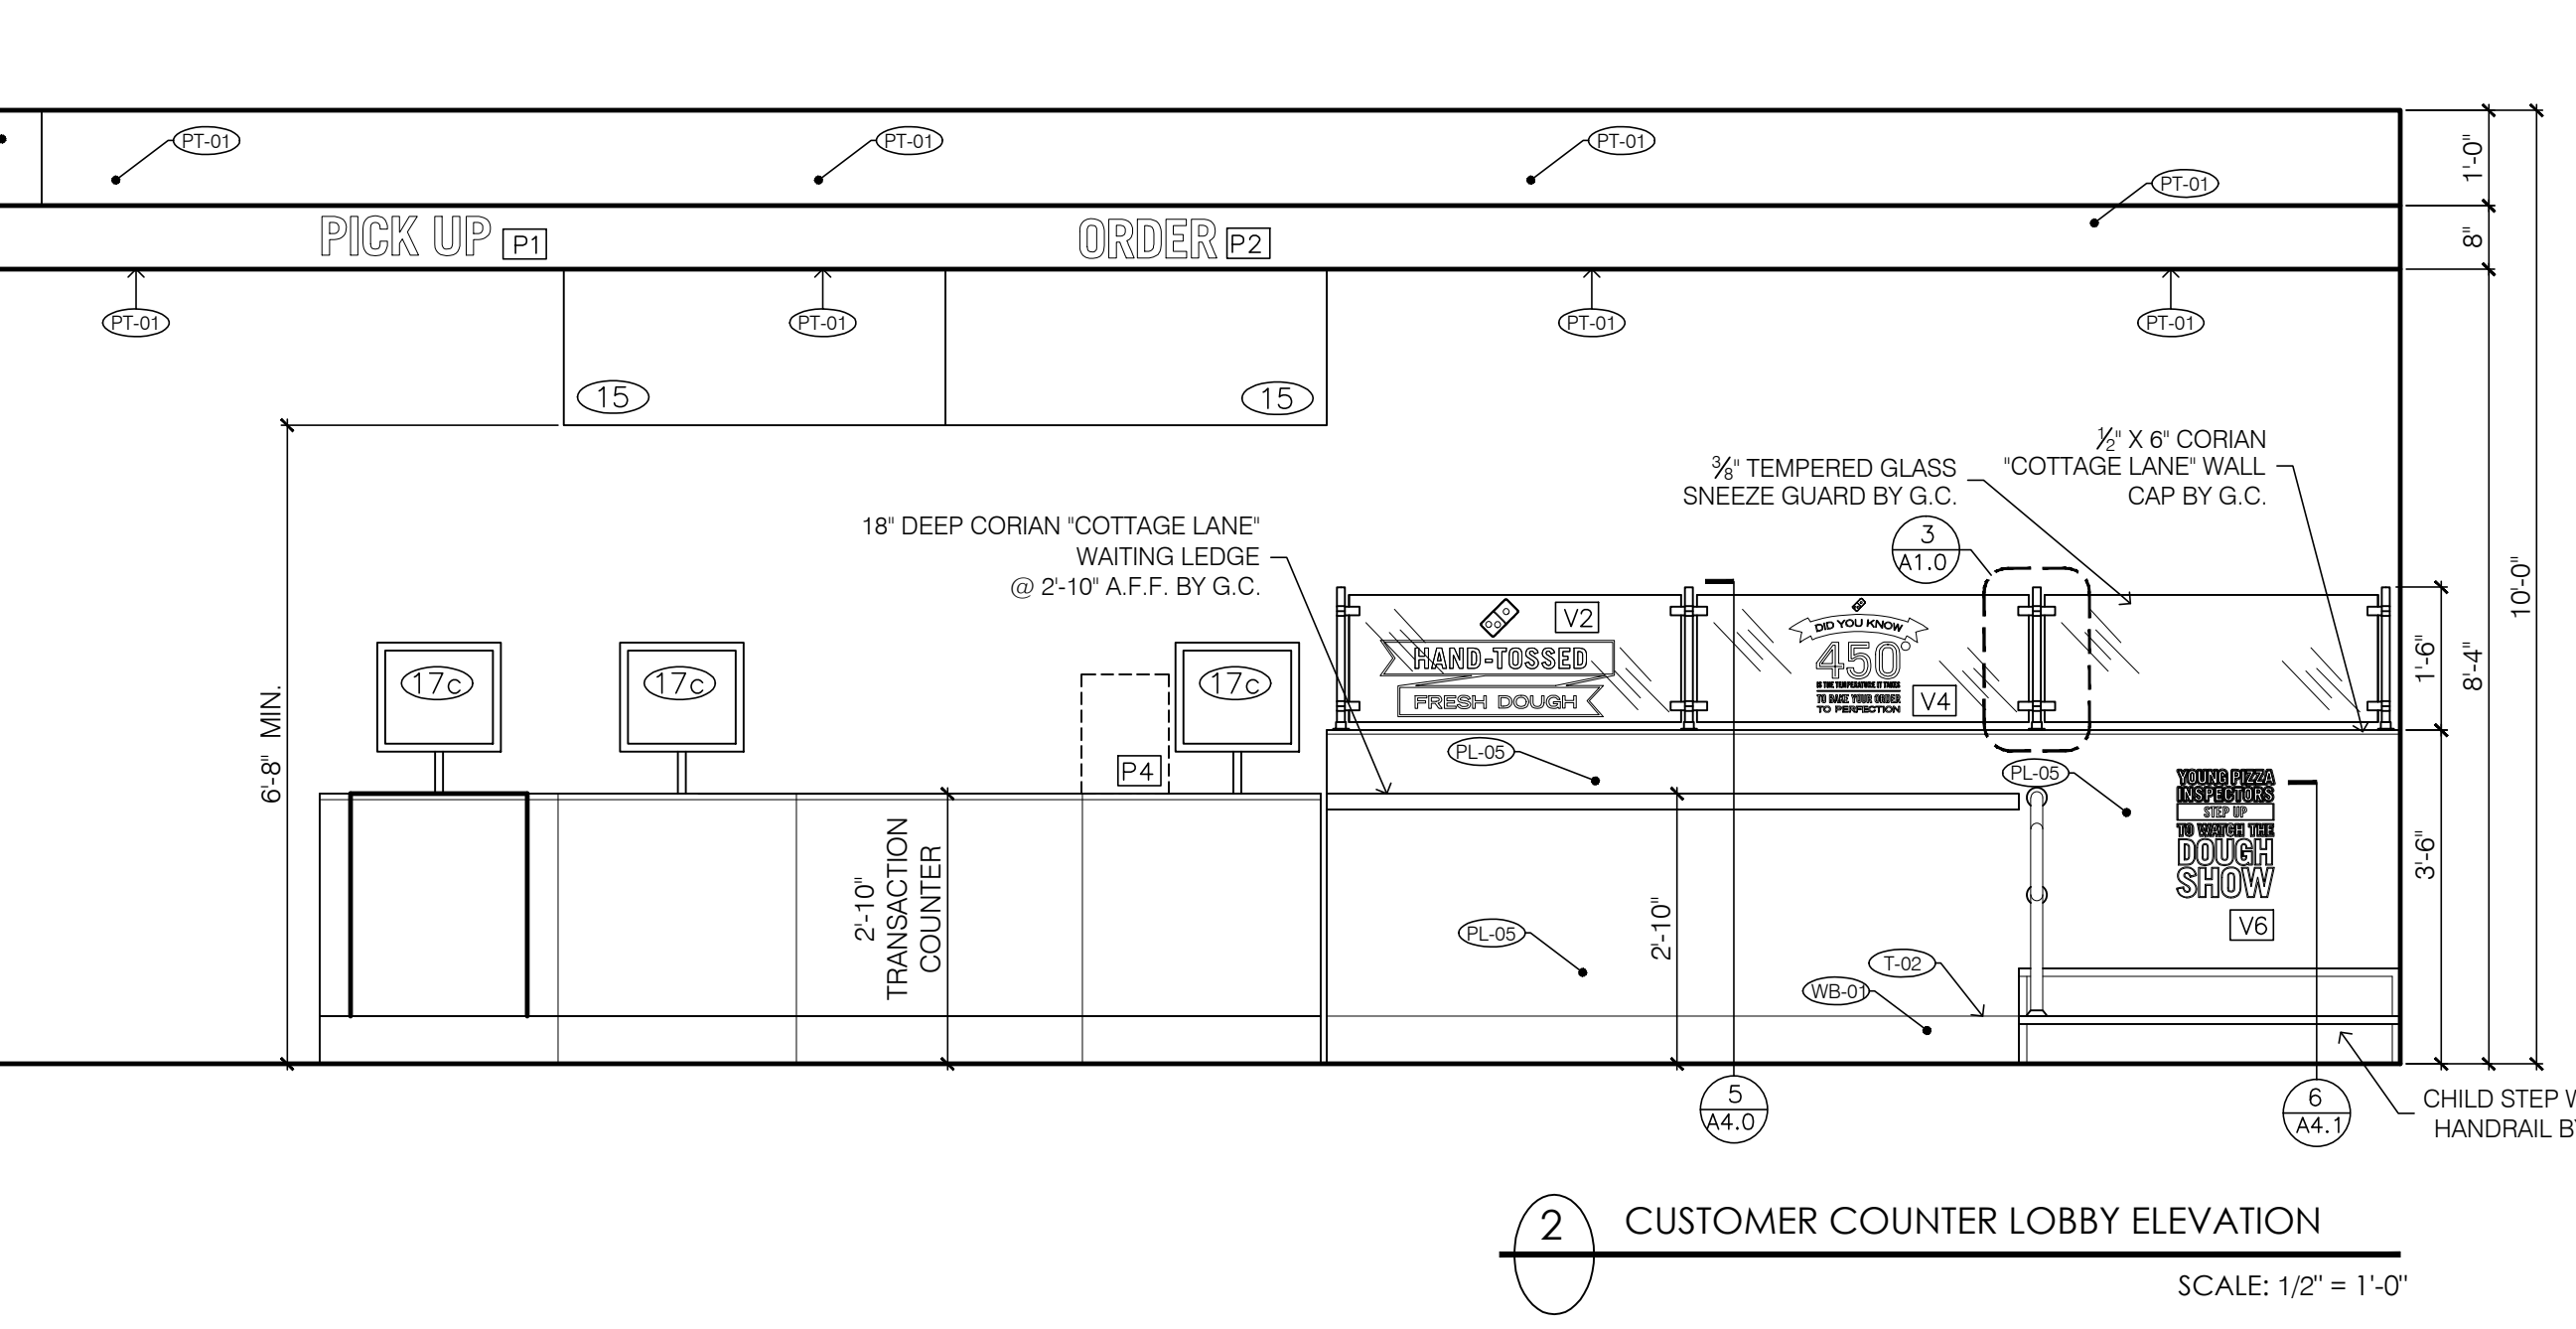 PT-01
PT-01
PT-01
PT-01
1'-0"
PICK UP
P1
ORDER
P2
8"
PT-01
PT-01
PT-01
PT-01
15
15
½" X 6" CORIAN
"COTTAGE LANE" WALL
CAP BY G.C.
⅜" TEMPERED GLASS
SNEEZE GUARD BY G.C.
18" DEEP CORIAN "COTTAGE LANE"
WAITING LEDGE
@ 2'-10" A.F.F. BY G.C.
3
A1.0
10'-0"
8'-4"
1'-6"
3'-6"
6'-8" MIN.
17c
17c
17c
P4
V2
HAND-TOSSED
FRESH DOUGH
DID YOU KNOW
450°
IS THE TEMPERATURE IT TAKES
TO BAKE YOUR ORDER
TO PERFECTION
V4
PL-05
PL-05
YOUNG PIZZA
INSPECTORS
STEP UP
TO WATCH THE
DOUGH
SHOW
V6
2'-10"
TRANSACTION
COUNTER
PL-05
2'-10"
T-02
WB-01
5
A4.0
6
A4.1
CHILD STEP
HANDRAIL
2
CUSTOMER COUNTER LOBBY ELEVATION
SCALE: 1/2" = 1'-0"